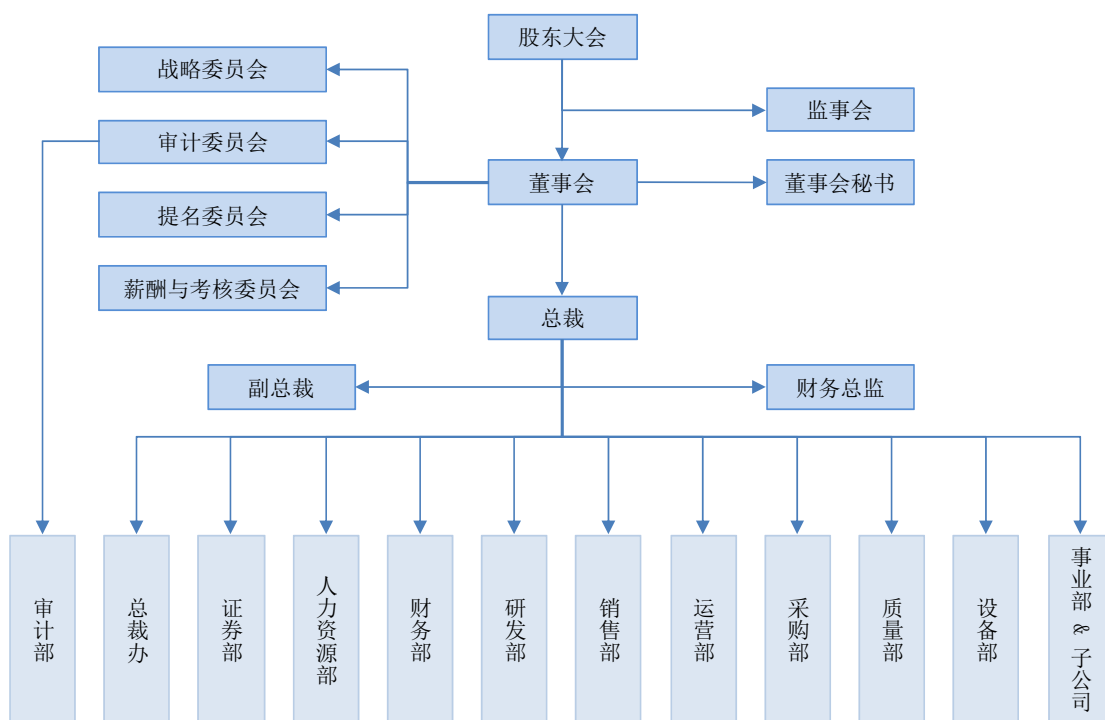 股东大会
战略委员会
监事会
审计委员会
董事会
董事会秘书
提名委员会
薪酬与考核委员会
总裁
副总裁
财务总监
审计部
总裁办
证券部
人力资源部
财务部
研发部
销售部
运营部
采购部
质量部
设备部
事业部 & 子公司